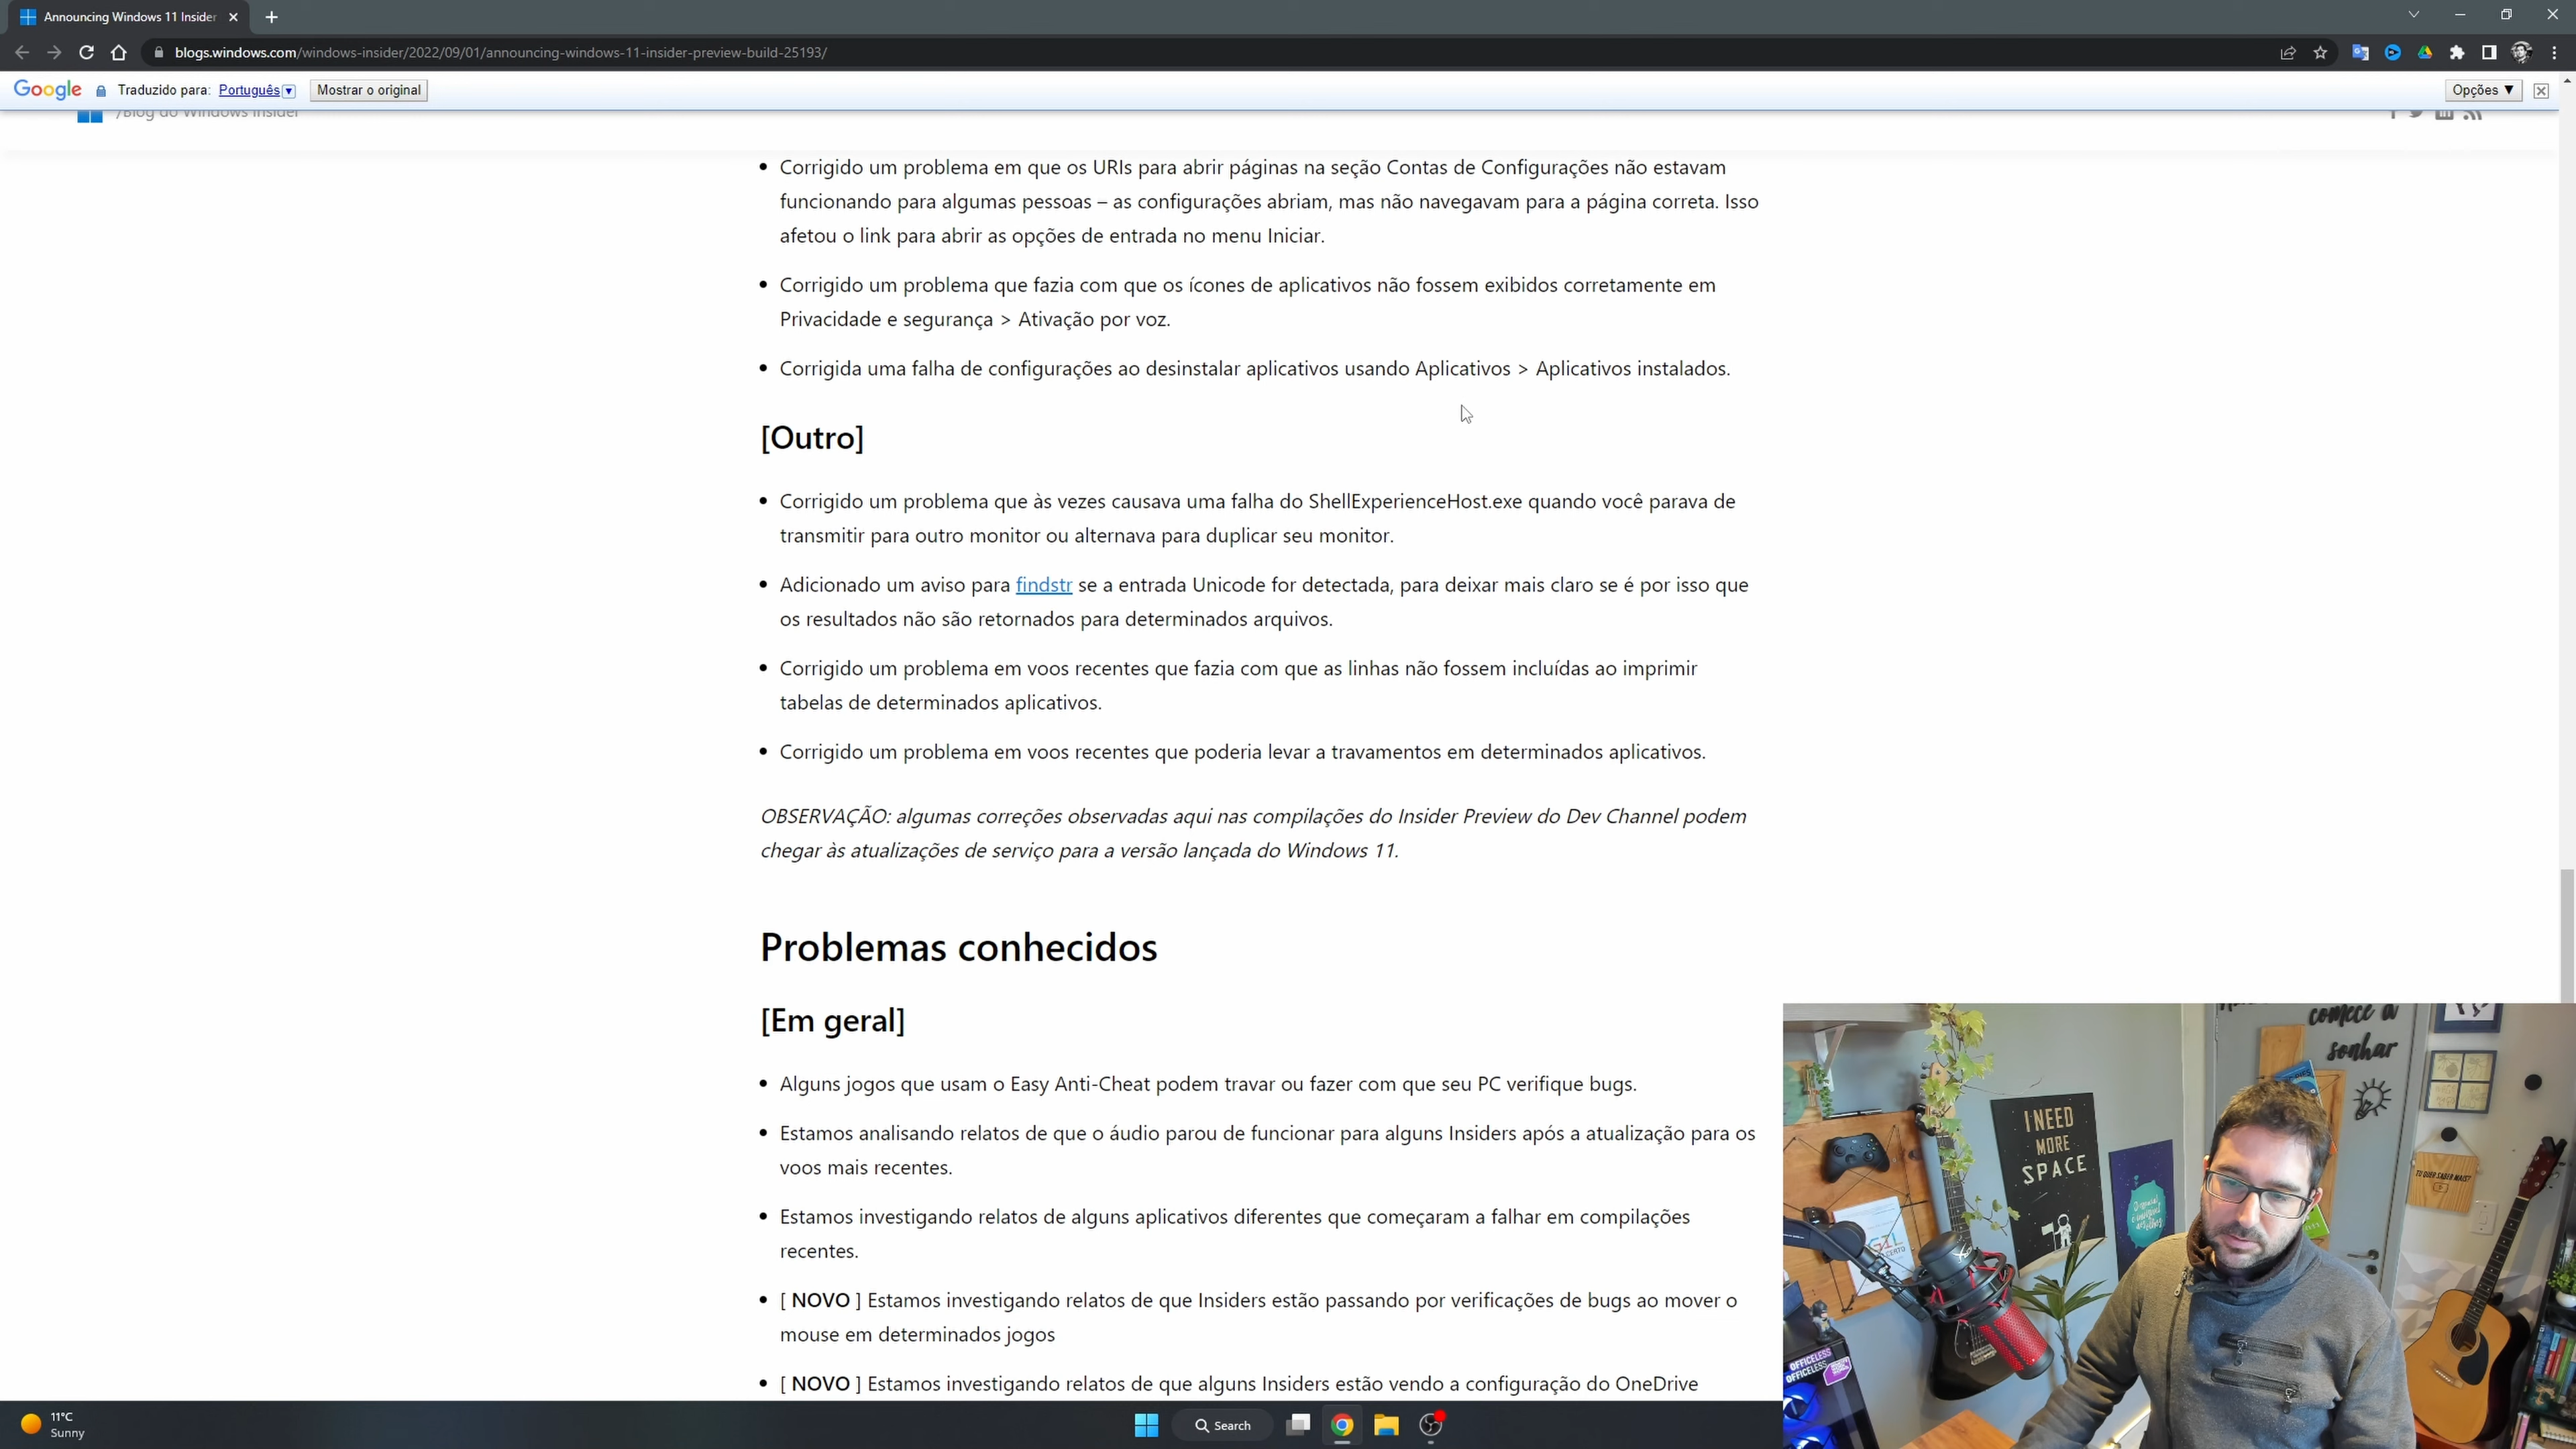 Announcing Windows 11 Insider
blogs.windows.com/windows-insider/2022/09/01/announcing-windows-11-insider-preview-build-25193/
Google Traduzido para: Português Mostrar o original Opções ▼
/Blog do Windows Insider
• Corrigido um problema em que os URIs para abrir páginas na seção Contas de Configurações não estavam
funcionando para algumas pessoas – as configurações abriam, mas não navegavam para a página correta. Isso
afetou o link para abrir as opções de entrada no menu Iniciar.
• Corrigido um problema que fazia com que os ícones de aplicativos não fossem exibidos corretamente em
Privacidade e segurança > Ativação por voz.
• Corrigida uma falha de configurações ao desinstalar aplicativos usando Aplicativos > Aplicativos instalados.
[Outro]
• Corrigido um problema que às vezes causava uma falha do ShellExperienceHost.exe quando você parava de
transmitir para outro monitor ou alternava para duplicar seu monitor.
• Adicionado um aviso para findstr se a entrada Unicode for detectada, para deixar mais claro se é por isso que
os resultados não são retornados para determinados arquivos.
• Corrigido um problema em voos recentes que fazia com que as linhas não fossem incluídas ao imprimir
tabelas de determinados aplicativos.
• Corrigido um problema em voos recentes que poderia levar a travamentos em determinados aplicativos.
OBSERVAÇÃO: algumas correções observadas aqui nas compilações do Insider Preview do Dev Channel podem
chegar às atualizações de serviço para a versão lançada do Windows 11.
Problemas conhecidos
[Em geral]
• Alguns jogos que usam o Easy Anti-Cheat podem travar ou fazer com que seu PC verifique bugs.
• Estamos analisando relatos de que o áudio parou de funcionar para alguns Insiders após a atualização para os
voos mais recentes.
• Estamos investigando relatos de alguns aplicativos diferentes que começaram a falhar em compilações
recentes.
• [ NOVO ] Estamos investigando relatos de que Insiders estão passando por verificações de bugs ao mover o
mouse em determinados jogos
• [ NOVO ] Estamos investigando relatos de que alguns Insiders estão vendo a configuração do OneDrive
comece a
sonhar
I NEED
MORE
SPACE
TU QUER SABER MAIS?
OFFICELESS
OFFICELESS
11°C
Sunny
Search